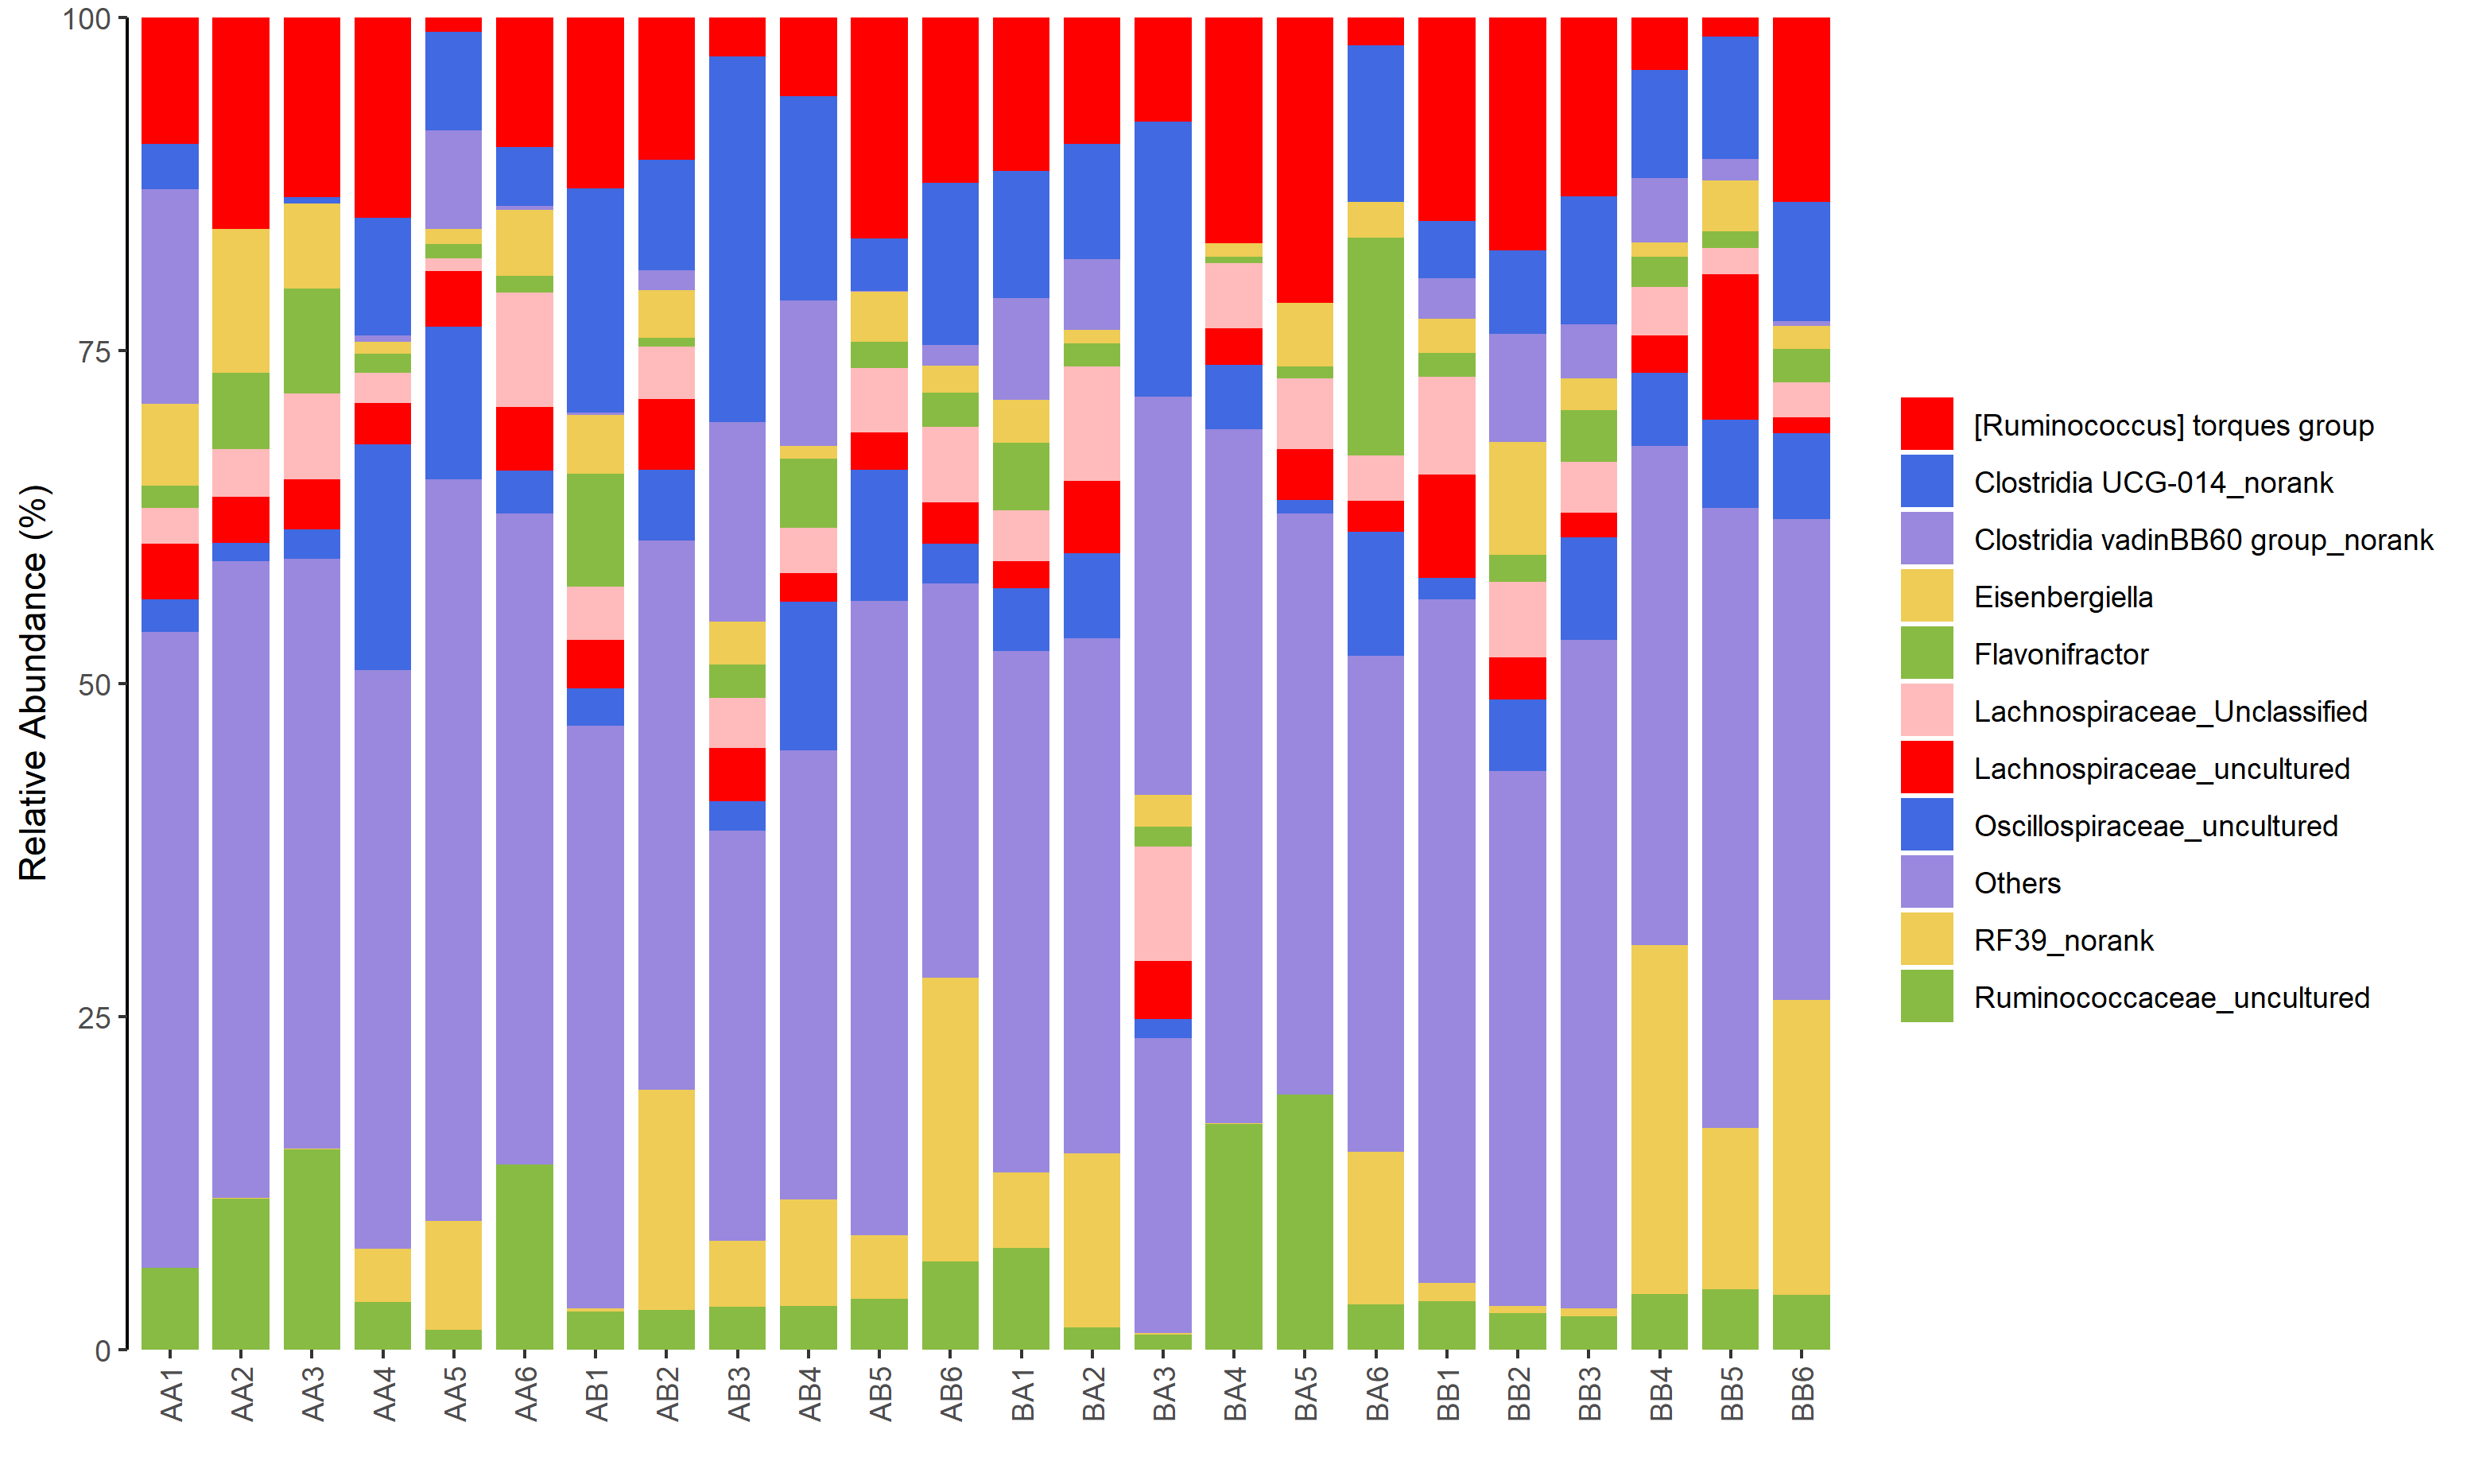 Relative Abundance (%)
100
75
50
25
0
AA1
AA2
AA3
AA4
AA5
AA6
AB1
AB2
AB3
AB4
AB5
AB6
BA1
BA2
BA3
BA4
BA5
BA6
BB1
BB2
BB3
BB4
BB5
BB6
[Ruminococcus] torques group
Clostridia UCG-014_norank
Clostridia vadinBB60 group_norank
Eisenbergiella
Flavonifractor
Lachnospiraceae_Unclassified
Lachnospiraceae_uncultured
Oscillospiraceae_uncultured
Others
RF39_norank
Ruminococcaceae_uncultured